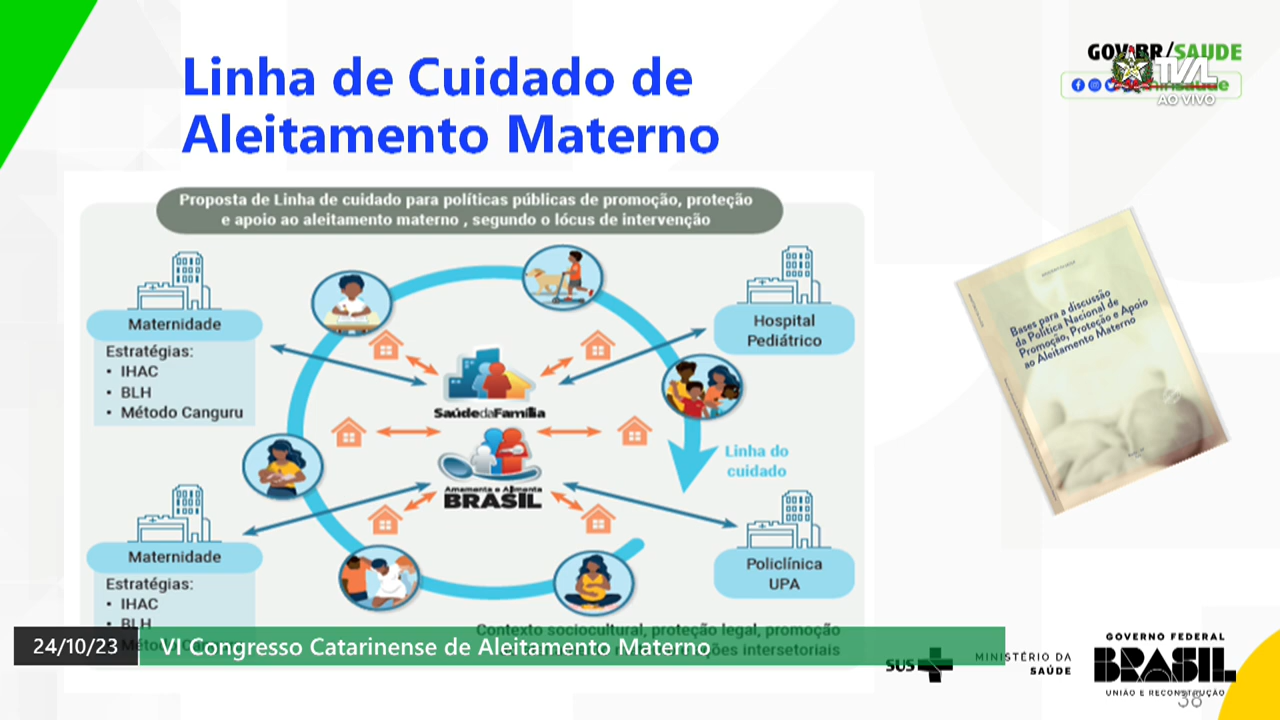 Linha de Cuidado de
Aleitamento Materno
GOV.BR/SAUDE
TVAL
AO VIVO
minsaude
Proposta de Linha de cuidado para políticas públicas de promoção, proteção
e apoio ao aleitamento materno , segundo o lócus de intervenção
Maternidade
Estratégias:
• IHAC
• BLH
• Método Canguru
Hospital
Pediátrico
SaúdedaFamília
Amamenta e Alimenta
BRASIL
Linha do
cuidado
Maternidade
Estratégias:
• IHAC
• BLH
Policlínica
UPA
Contexto sociocultural, proteção legal, promoção
intersetoriais
Bases para a discussão
da Política Nacional de
Promoção, Proteção e Apoio
ao Aleitamento Materno
24/10/23
VI Congresso Catarinense de Aleitamento Materno
SUS
MINISTÉRIO DA
SAÚDE
GOVERNO FEDERAL
BRASIL
UNIÃO E RECONSTRUÇÃO
38